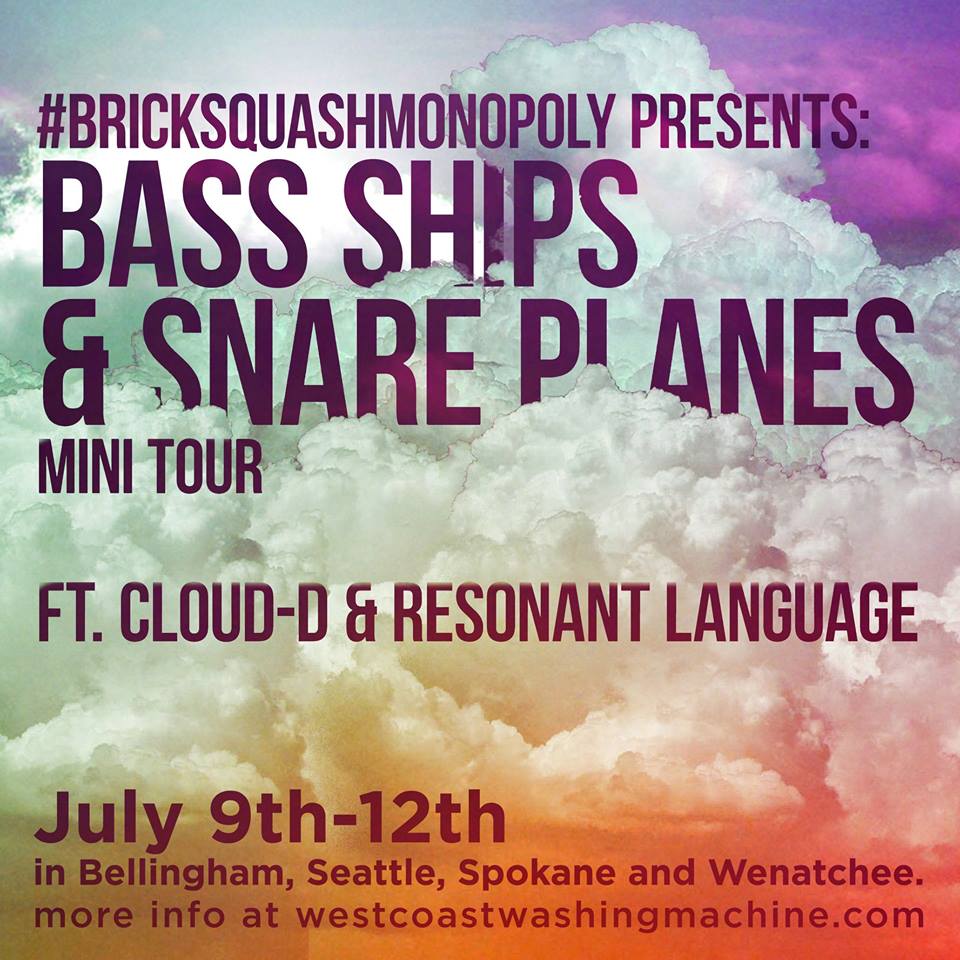 #BRICKSQUASHMONOPOLY PRESENTS:
BASS SHIPS
& SNARE PLANES
MINI TOUR
FT. CLOUD-D & RESONANT LANGUAGE
July 9th-12th
in Bellingham, Seattle, Spokane and Wenatchee.
more info at westcoastwashingmachine.com